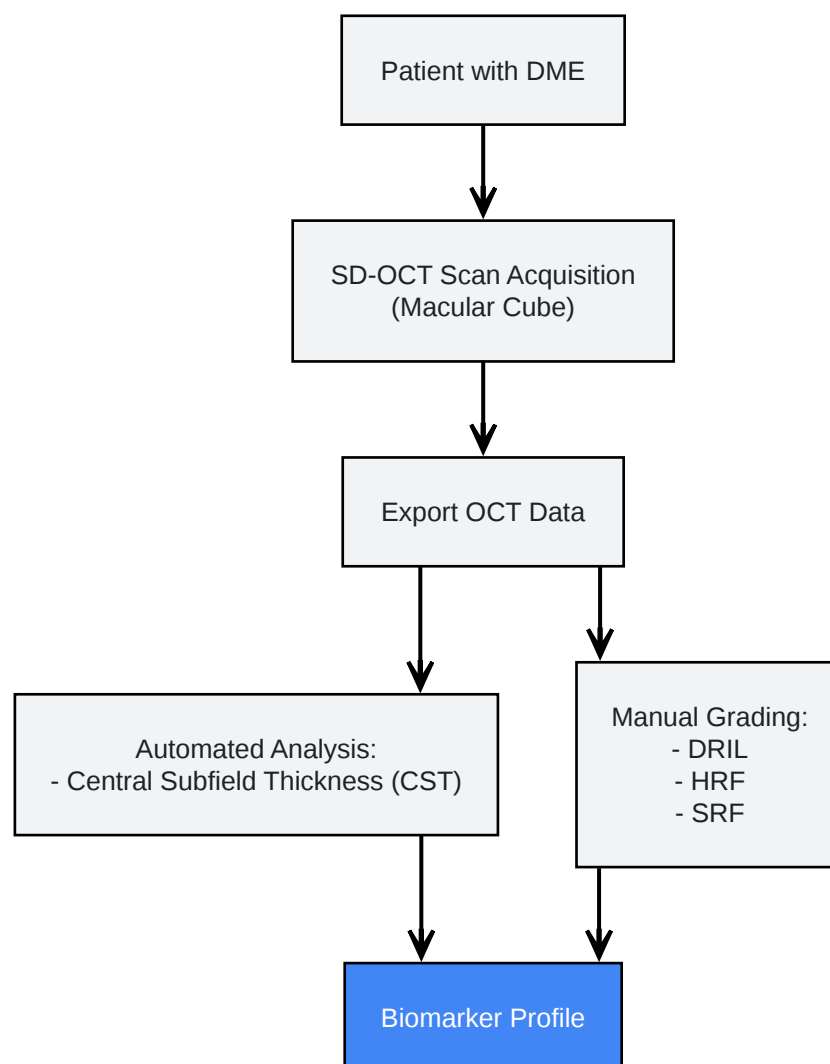 Patient with DME
SD-OCT Scan Acquisition
(Macular Cube)
Export OCT Data
Automated Analysis:
- Central Subfield Thickness (CST)
Manual Grading:
- DRIL
- HRF
- SRF
Biomarker Profile